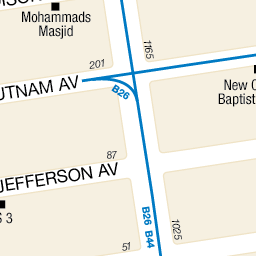 Mohammads
Masjid
1165
201
UTNAM AV
B26
New C
Baptist
87
JEFFERSON AV
S 3
B26 B44
1025
51